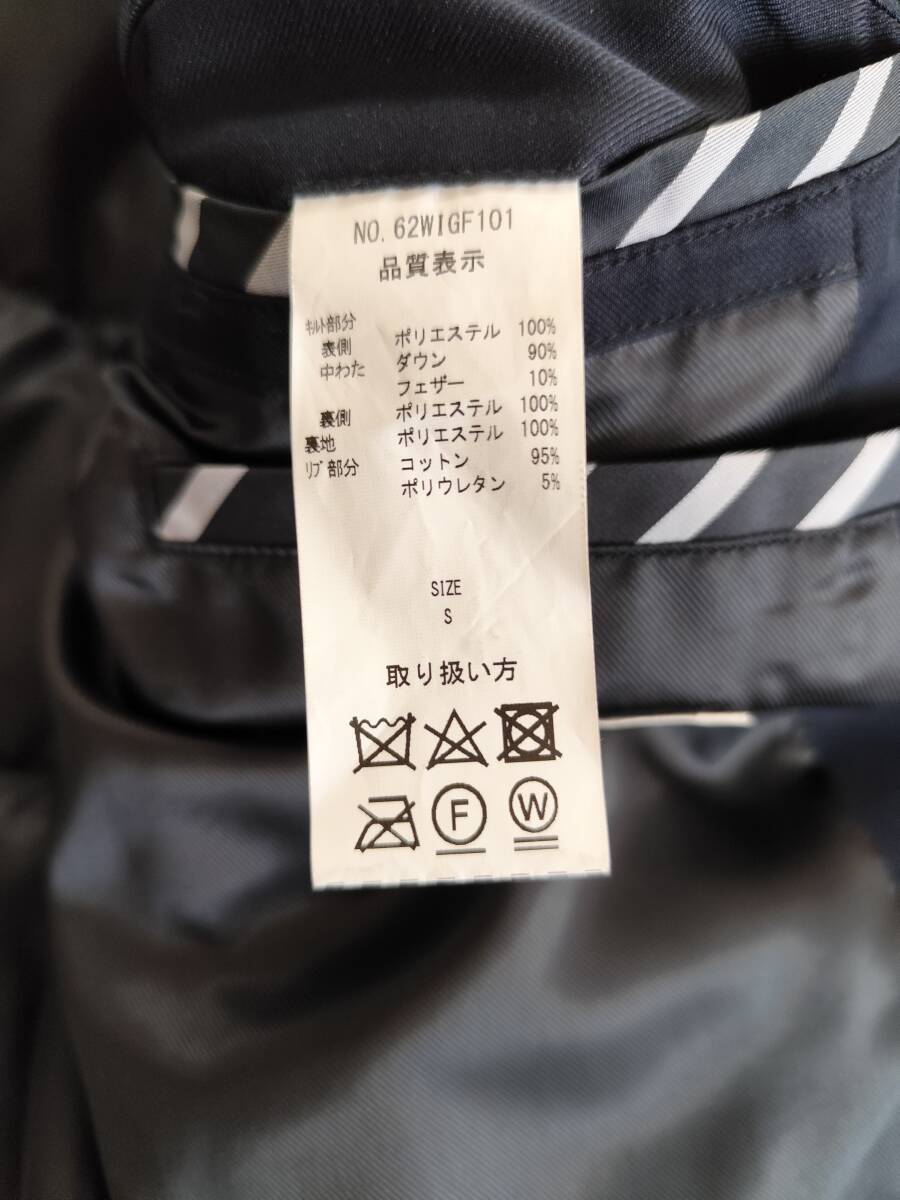 NO. 62WIGF101
品質表示
ｷﾙﾄ部分
表側 ポリエステル 100%
中わた ダウン 90%
フェザー 10%
裏側 ポリエステル 100%
裏地 ポリエステル 100%
ﾘﾌﾞ部分 コットン 95%
ポリウレタン 5%
SIZE
S
取り扱い方
F W